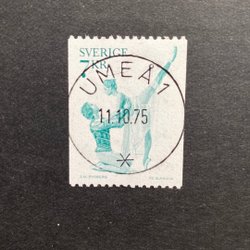 SVERIGE
7 KR
UMEÅ 1
11.10.75